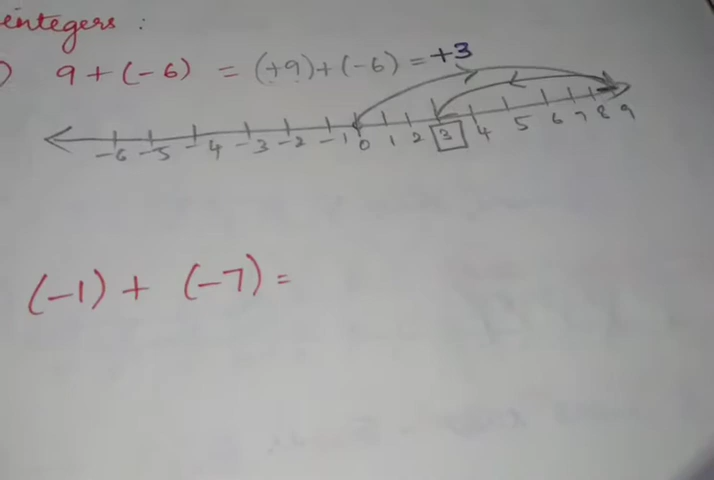 integers :
) 9 + (-6) = (+9) + (-6) = +3
-6 -5 -4 -3 -2 -1 0 1 2 3 4 5 6 7 8 9
(-1) + (-7) =